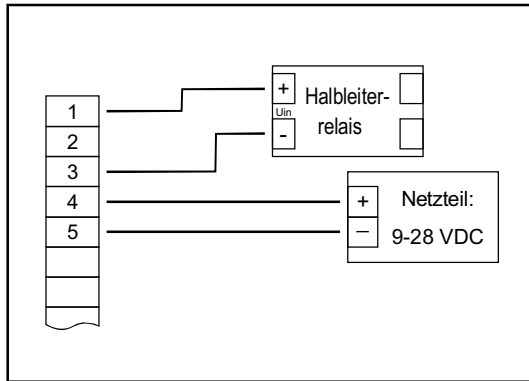 1
2
3
4
5
+
Uin
-
Halbleiter-
relais
+
–
Netzteil:
9-28 VDC